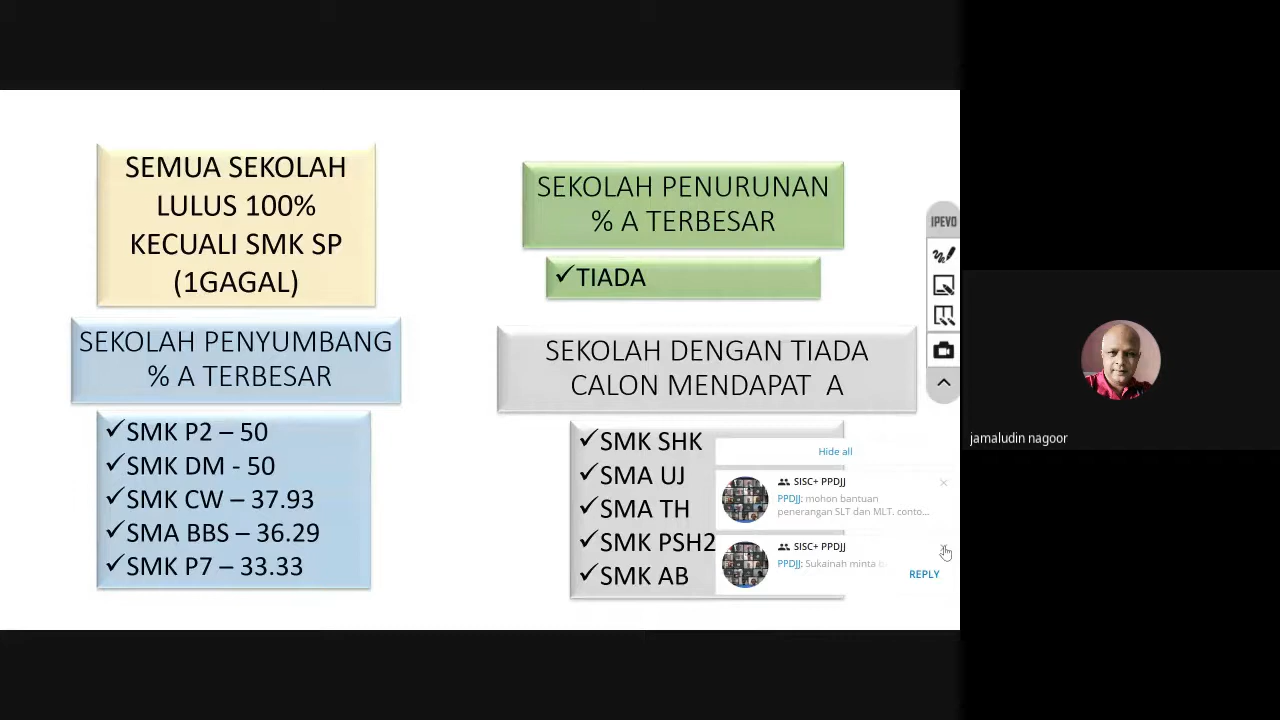 SEMUA SEKOLAH
LULUS 100%
KECUALI SMK SP
(1GAGAL)
SEKOLAH PENYUMBANG
% A TERBESAR
✓SMK P2 – 50
✓SMK DM - 50
✓SMK CW – 37.93
✓SMA BBS – 36.29
✓SMK P7 – 33.33
SEKOLAH PENURUNAN
% A TERBESAR
✓TIADA
SEKOLAH DENGAN TIADA
CALON MENDAPAT A
✓SMK SHK
✓SMA UJ
✓SMA TH
✓SMK PSH2
✓SMK AB
Hide all
SISC+ PPDJJ
PPDJJ: mohon bantuan
penerangan SLT dan MLT. conto...
SISC+ PPDJJ
PPDJJ: Sukainah minta
REPLY
IPEVO
jamaludin nagoor